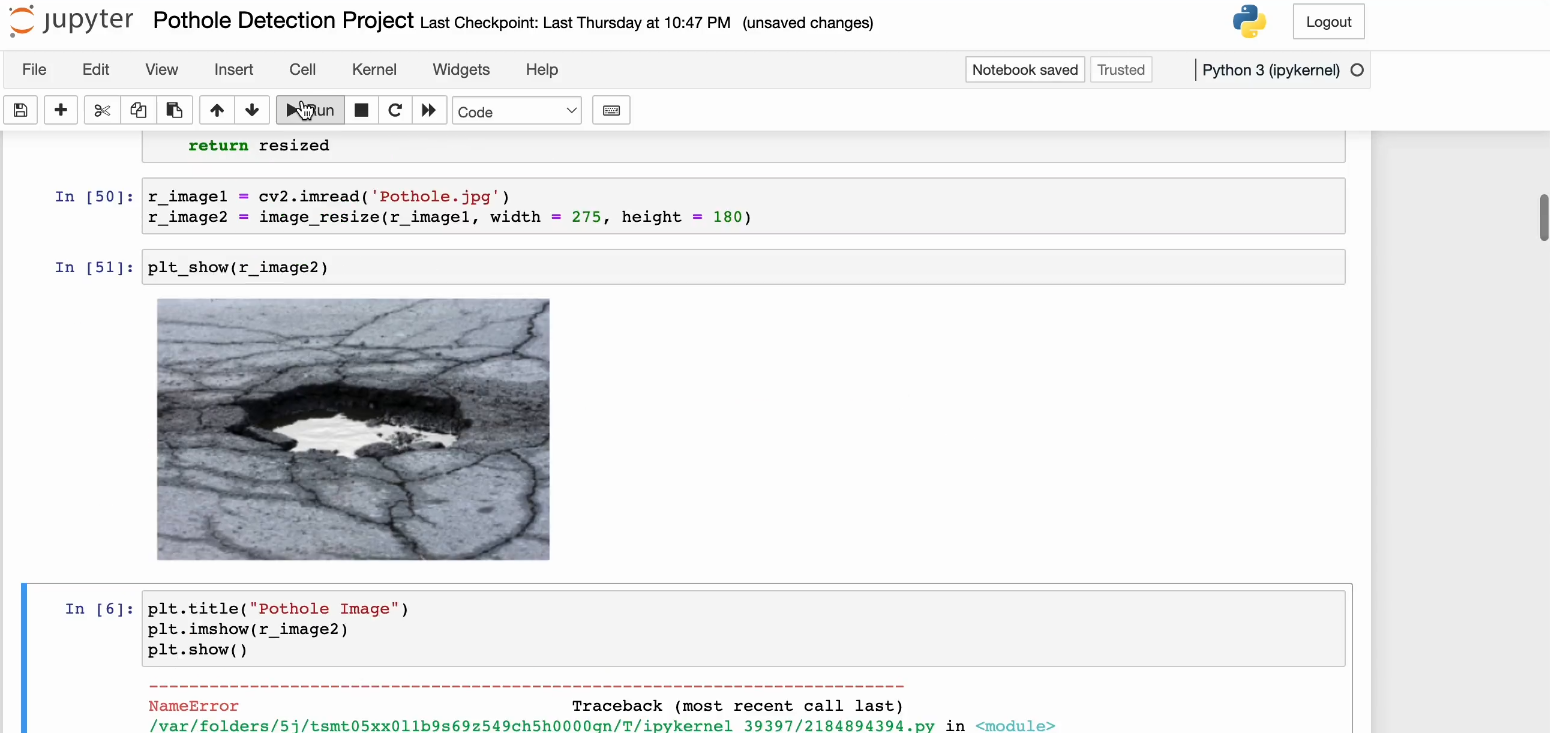 jupyter Pothole Detection Project Last Checkpoint: Last Thursday at 10:47 PM (unsaved changes) Logout
File Edit View Insert Cell Kernel Widgets Help Notebook saved Trusted Python 3 (ipykernel)
Code
return resized
In [50]: r_image1 = cv2.imread('Pothole.jpg')
r_image2 = image_resize(r_image1, width = 275, height = 180)
In [51]: plt_show(r_image2)
In [6]: plt.title("Pothole Image")
plt.imshow(r_image2)
plt.show()
---------------------------------------------------------------------------
NameError Traceback (most recent call last)
/var/folders/5j/tsmt05xx0l1b9s69z549ch5h0000gn/T/ipykernel_39397/2184894394.py in <module>